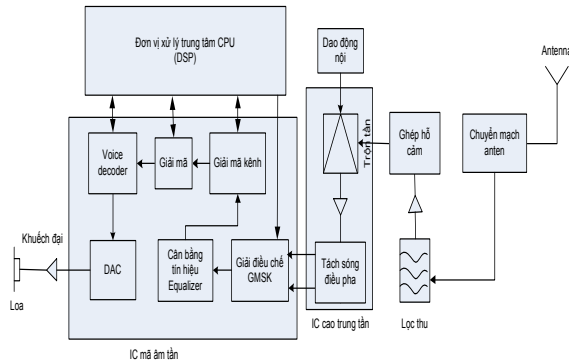 Đơn vị xử lý trung tâm CPU
(DSP)
Dao động
nội
Antenna
Trộn tần
Ghép hỗ
cảm
Chuyển mạch
anten
Voice
decoder
Giải mã
Giải mã kênh
Khuếch đại
DAC
Cân bằng
tín hiệu
Equalizer
Giải điều chế
GMSK
Tách sóng
điều pha
Loa
Lọc thu
IC cao trung tần
IC mã âm tần